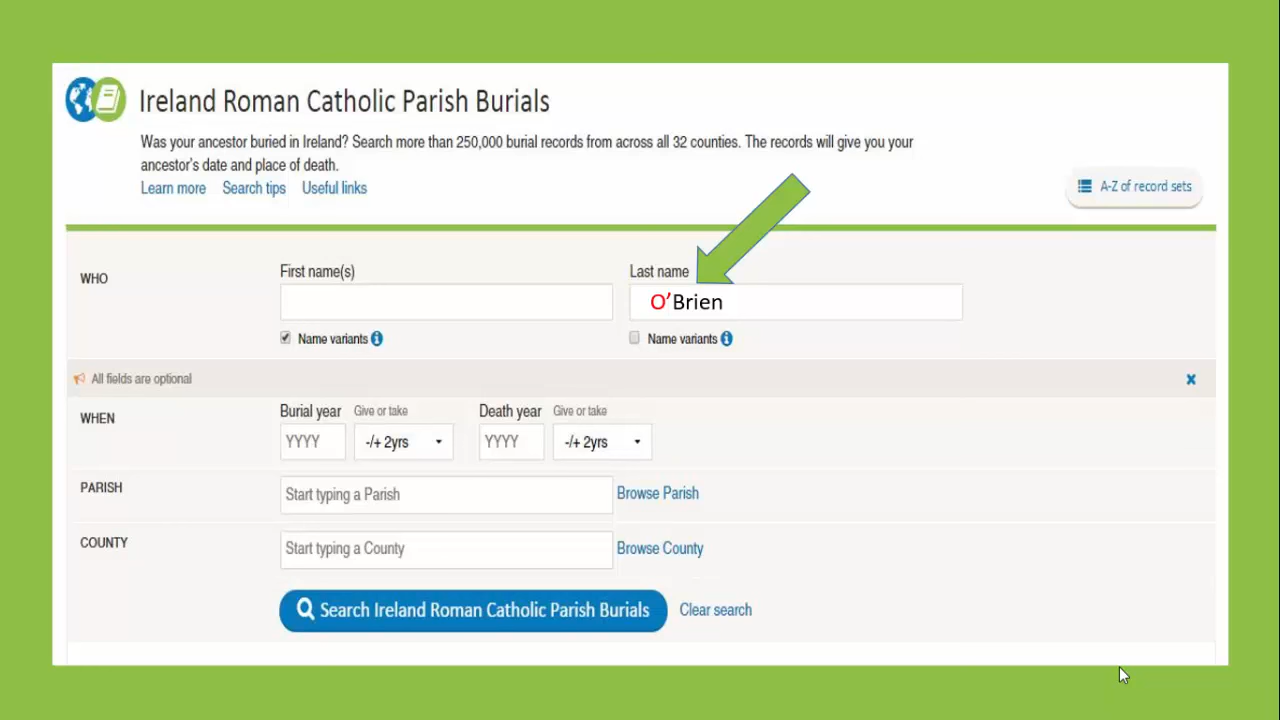 Ireland Roman Catholic Parish Burials
Was your ancestor buried in Ireland? Search more than 250,000 burial records from across all 32 counties. The records will give you your
ancestor's date and place of death.
Learn more Search tips Useful links
A-Z of record sets
WHO
First name(s) Last name
O’Brien
Name variants Name variants
All fields are optional
WHEN
Burial year Give or take Death year Give or take
YYYY -/+ 2yrs YYYY -/+ 2yrs
PARISH
Start typing a Parish Browse Parish
COUNTY
Start typing a County Browse County
Search Ireland Roman Catholic Parish Burials Clear search